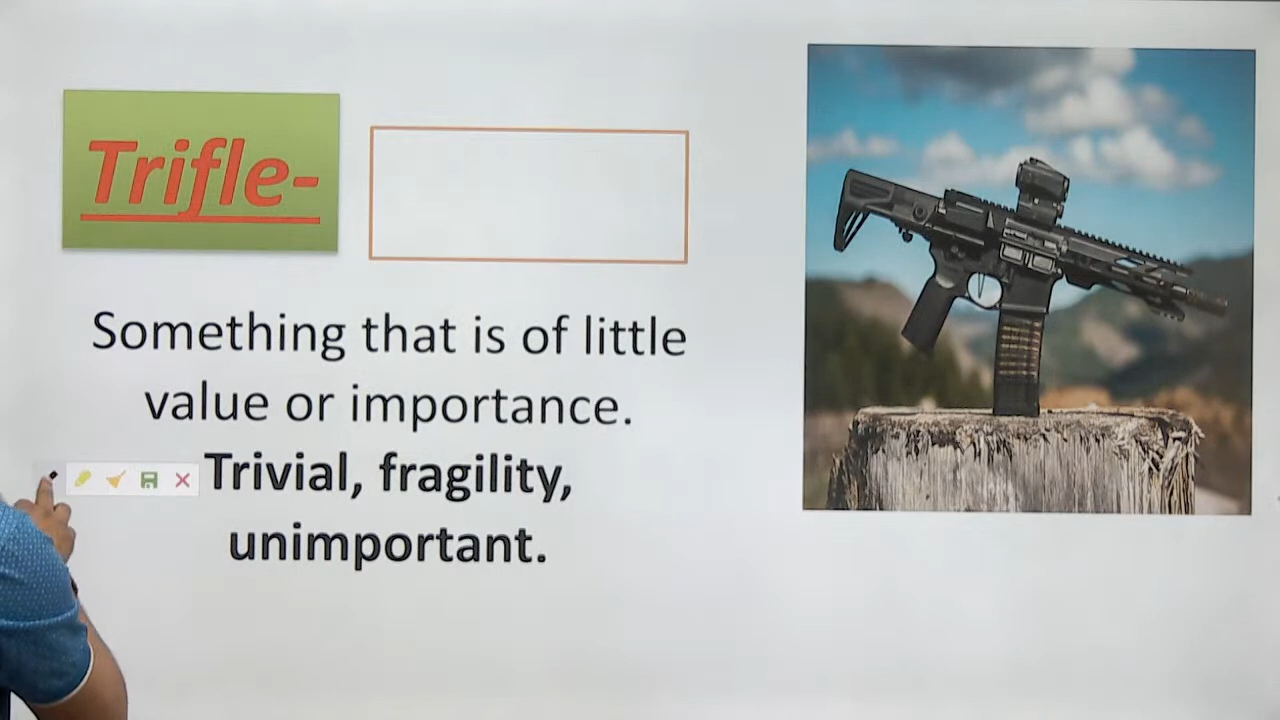 Trifle-
Something that is of little
value or importance.
Trivial, fragility,
unimportant.